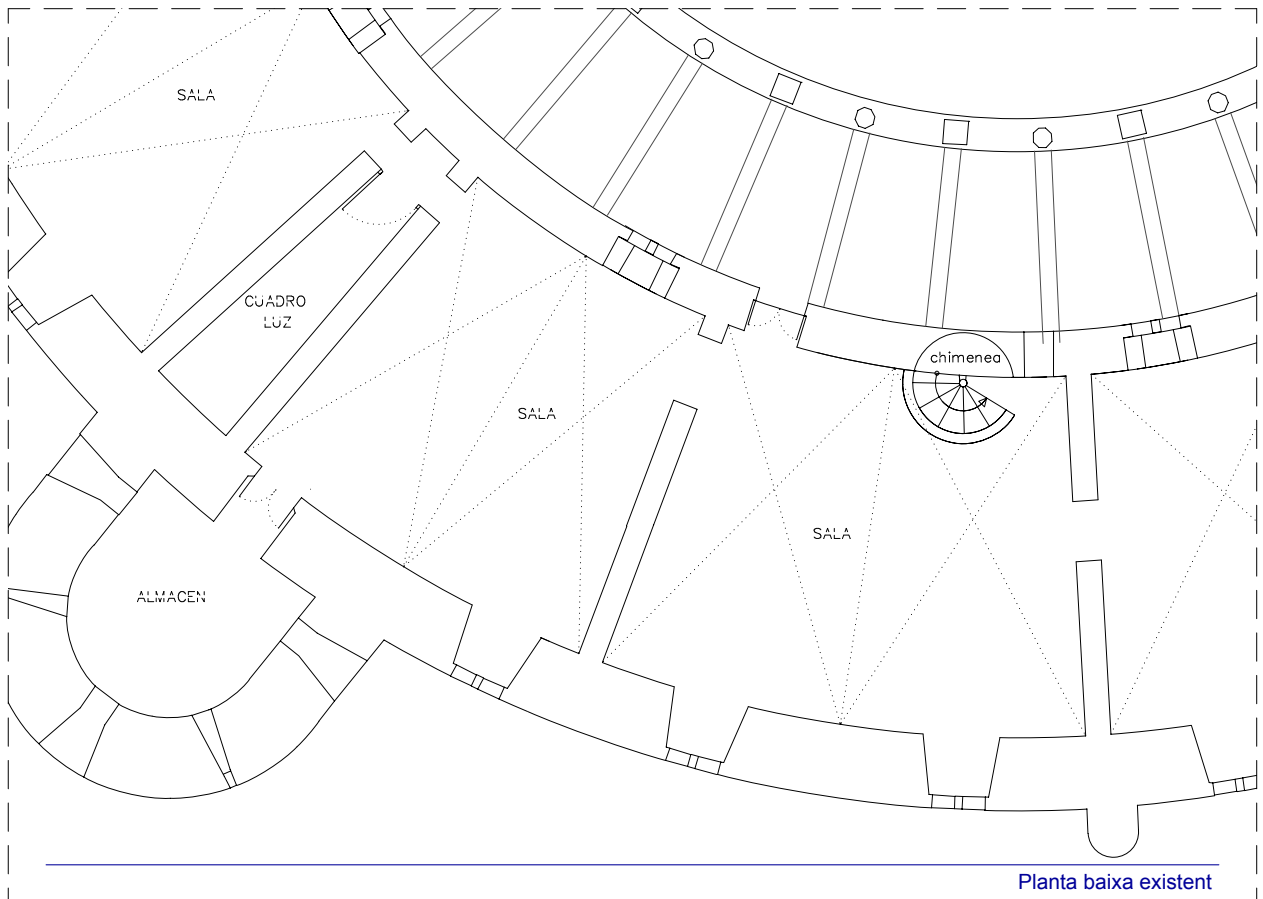 SALA
CUADRO
LUZ
chimenea
SALA
SALA
ALMACEN
Planta baixa existent